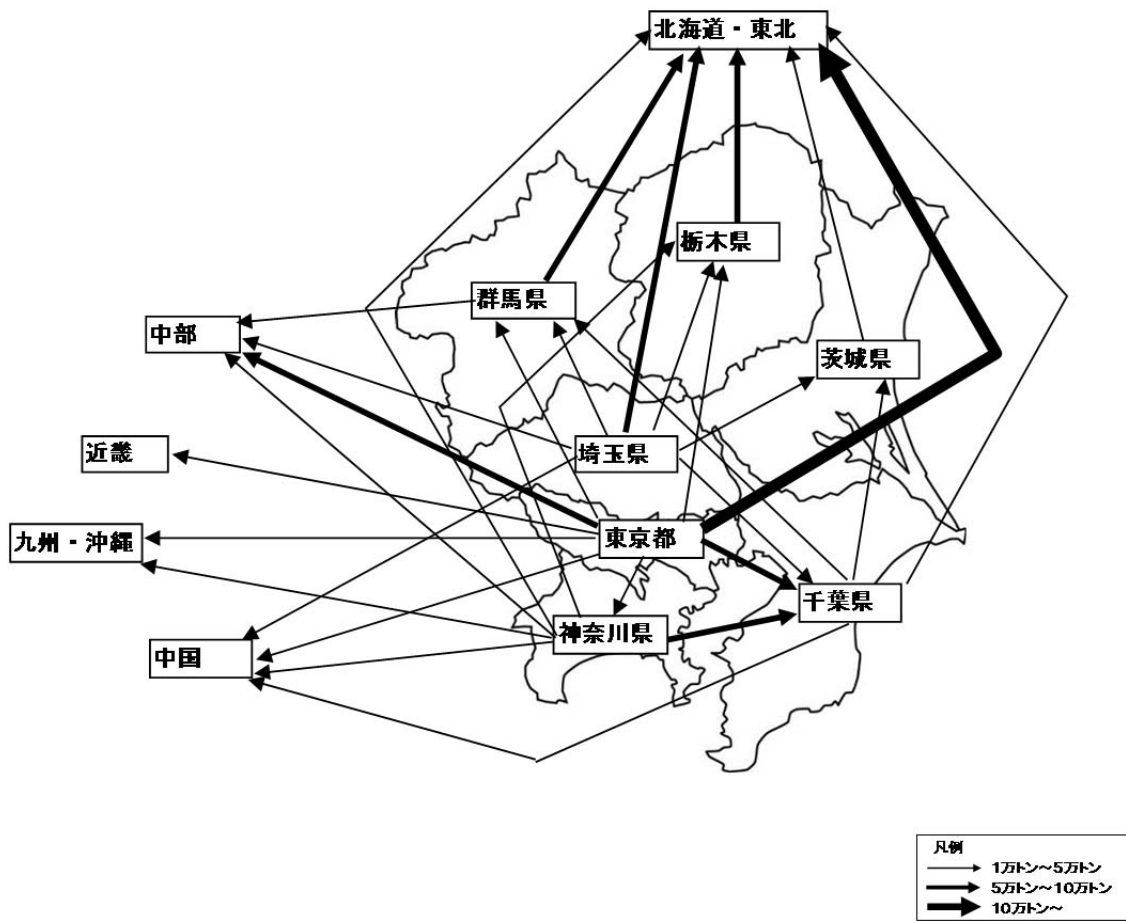 北海道・東北
栃木県
群馬県
中部
茨城県
近畿
埼玉県
九州・沖縄
東京都
千葉県
神奈川県
中国
凡例
1万トン～5万トン
5万トン～10万トン
10万トン～